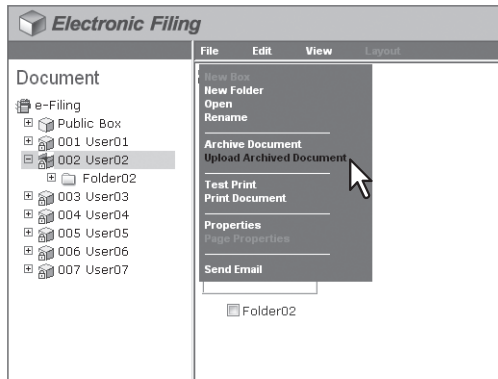 Electronic Filing
File Edit View Layout
Document
e-Filing
Public Box
001 User01
002 User02
Folder02
003 User03
004 User04
005 User05
006 User06
007 User07
New Box
New Folder
Open
Rename
Archive Document
Upload Archived Document
Test Print
Print Document
Properties
Page Properties
Send Email
Folder02